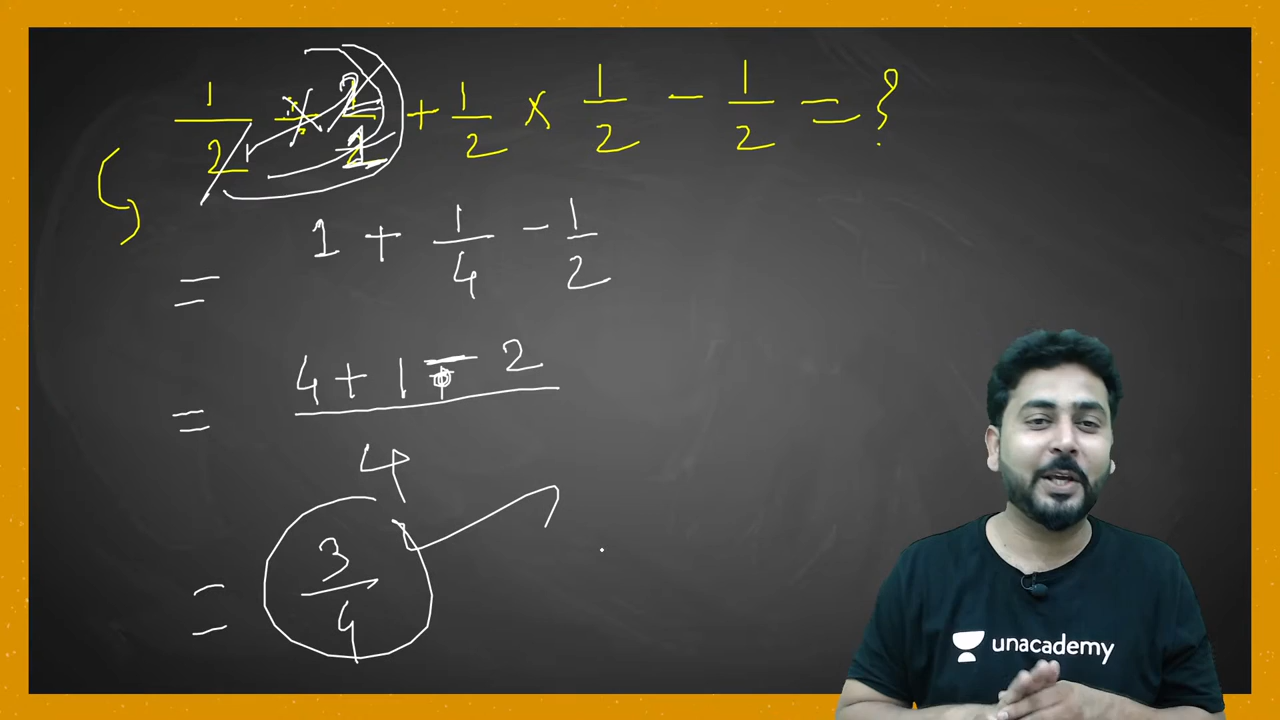 1/2 × 2/1 + 1/2 × 1/2 - 1/2 = ?
= 1 + 1/4 - 1/2
= (4 + 1 - 2)/4
= 3/4
unacademy